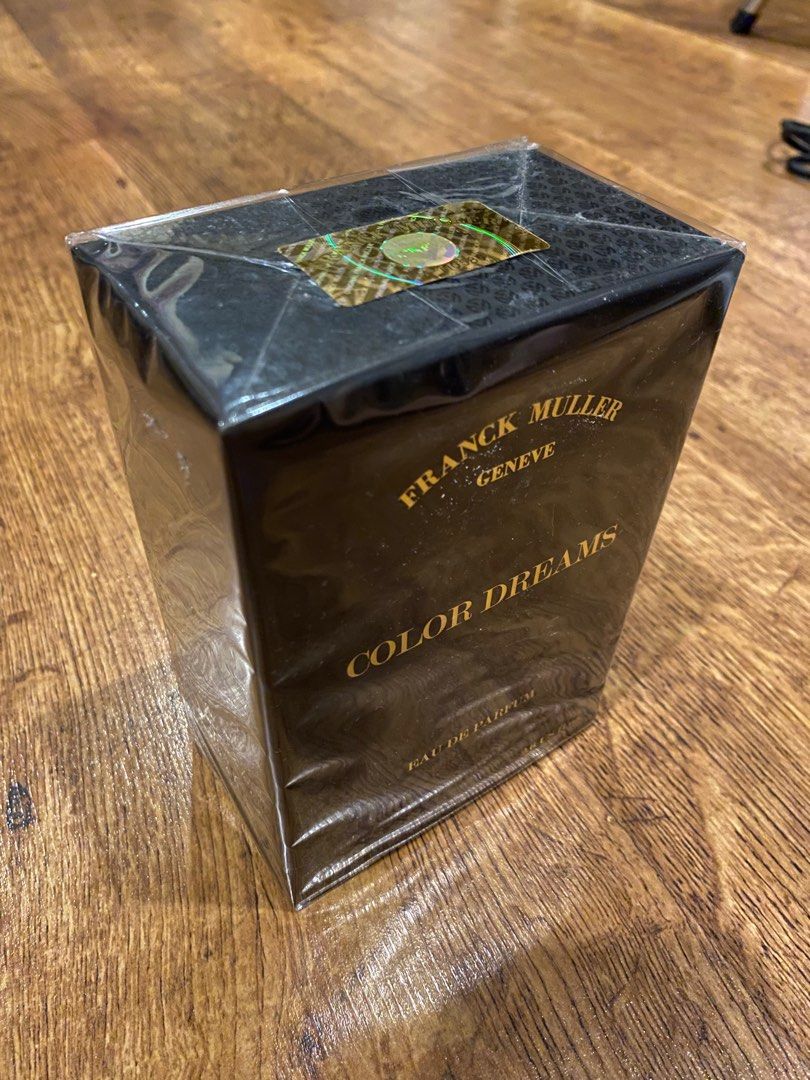 FRANCK MULLER
GENEVE
COLOR DREAMS
EAU DE PARFUM